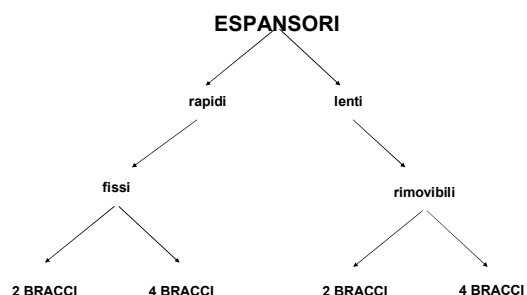 ESPANSORI
rapidi lenti
fissi rimovibili
2 BRACCI 4 BRACCI 2 BRACCI 4 BRACCI